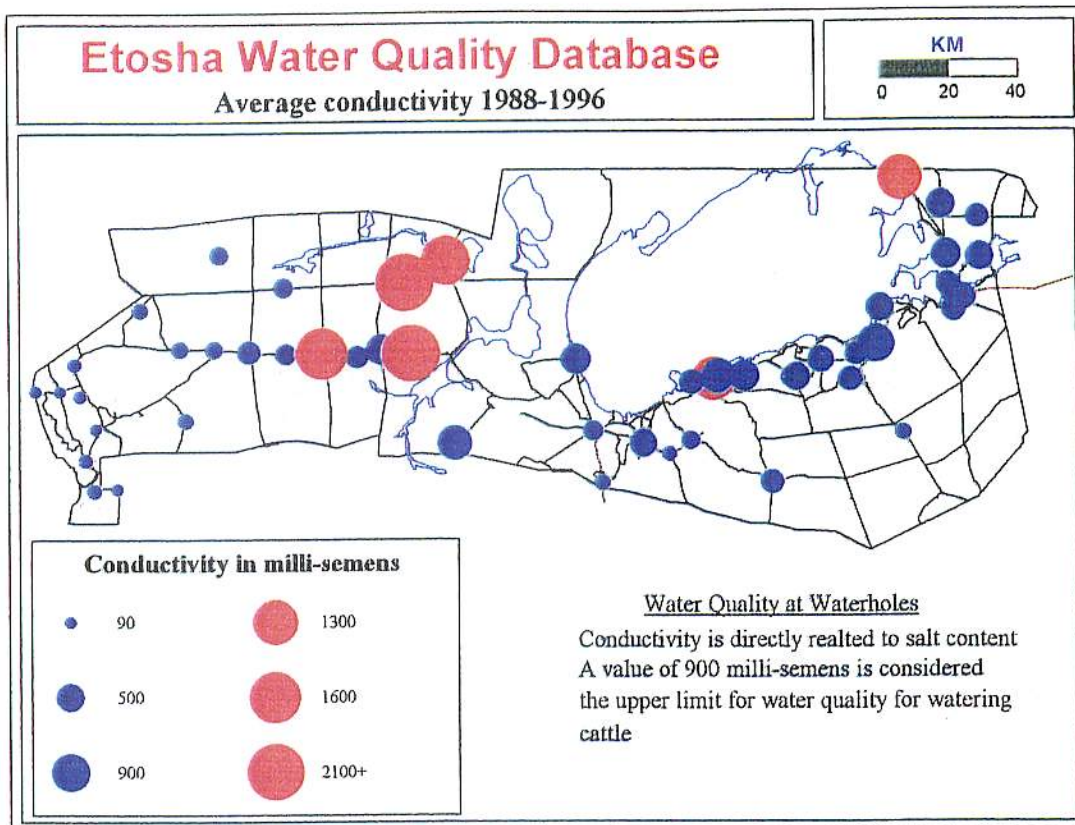 Etosha Water Quality Database
Average conductivity 1988-1996
KM
0 20 40
Conductivity in milli-semens
90 1300
500 1600
900 2100+
Water Quality at Waterholes
Conductivity is directly realted to salt content
A value of 900 milli-semens is considered
the upper limit for water quality for watering
cattle